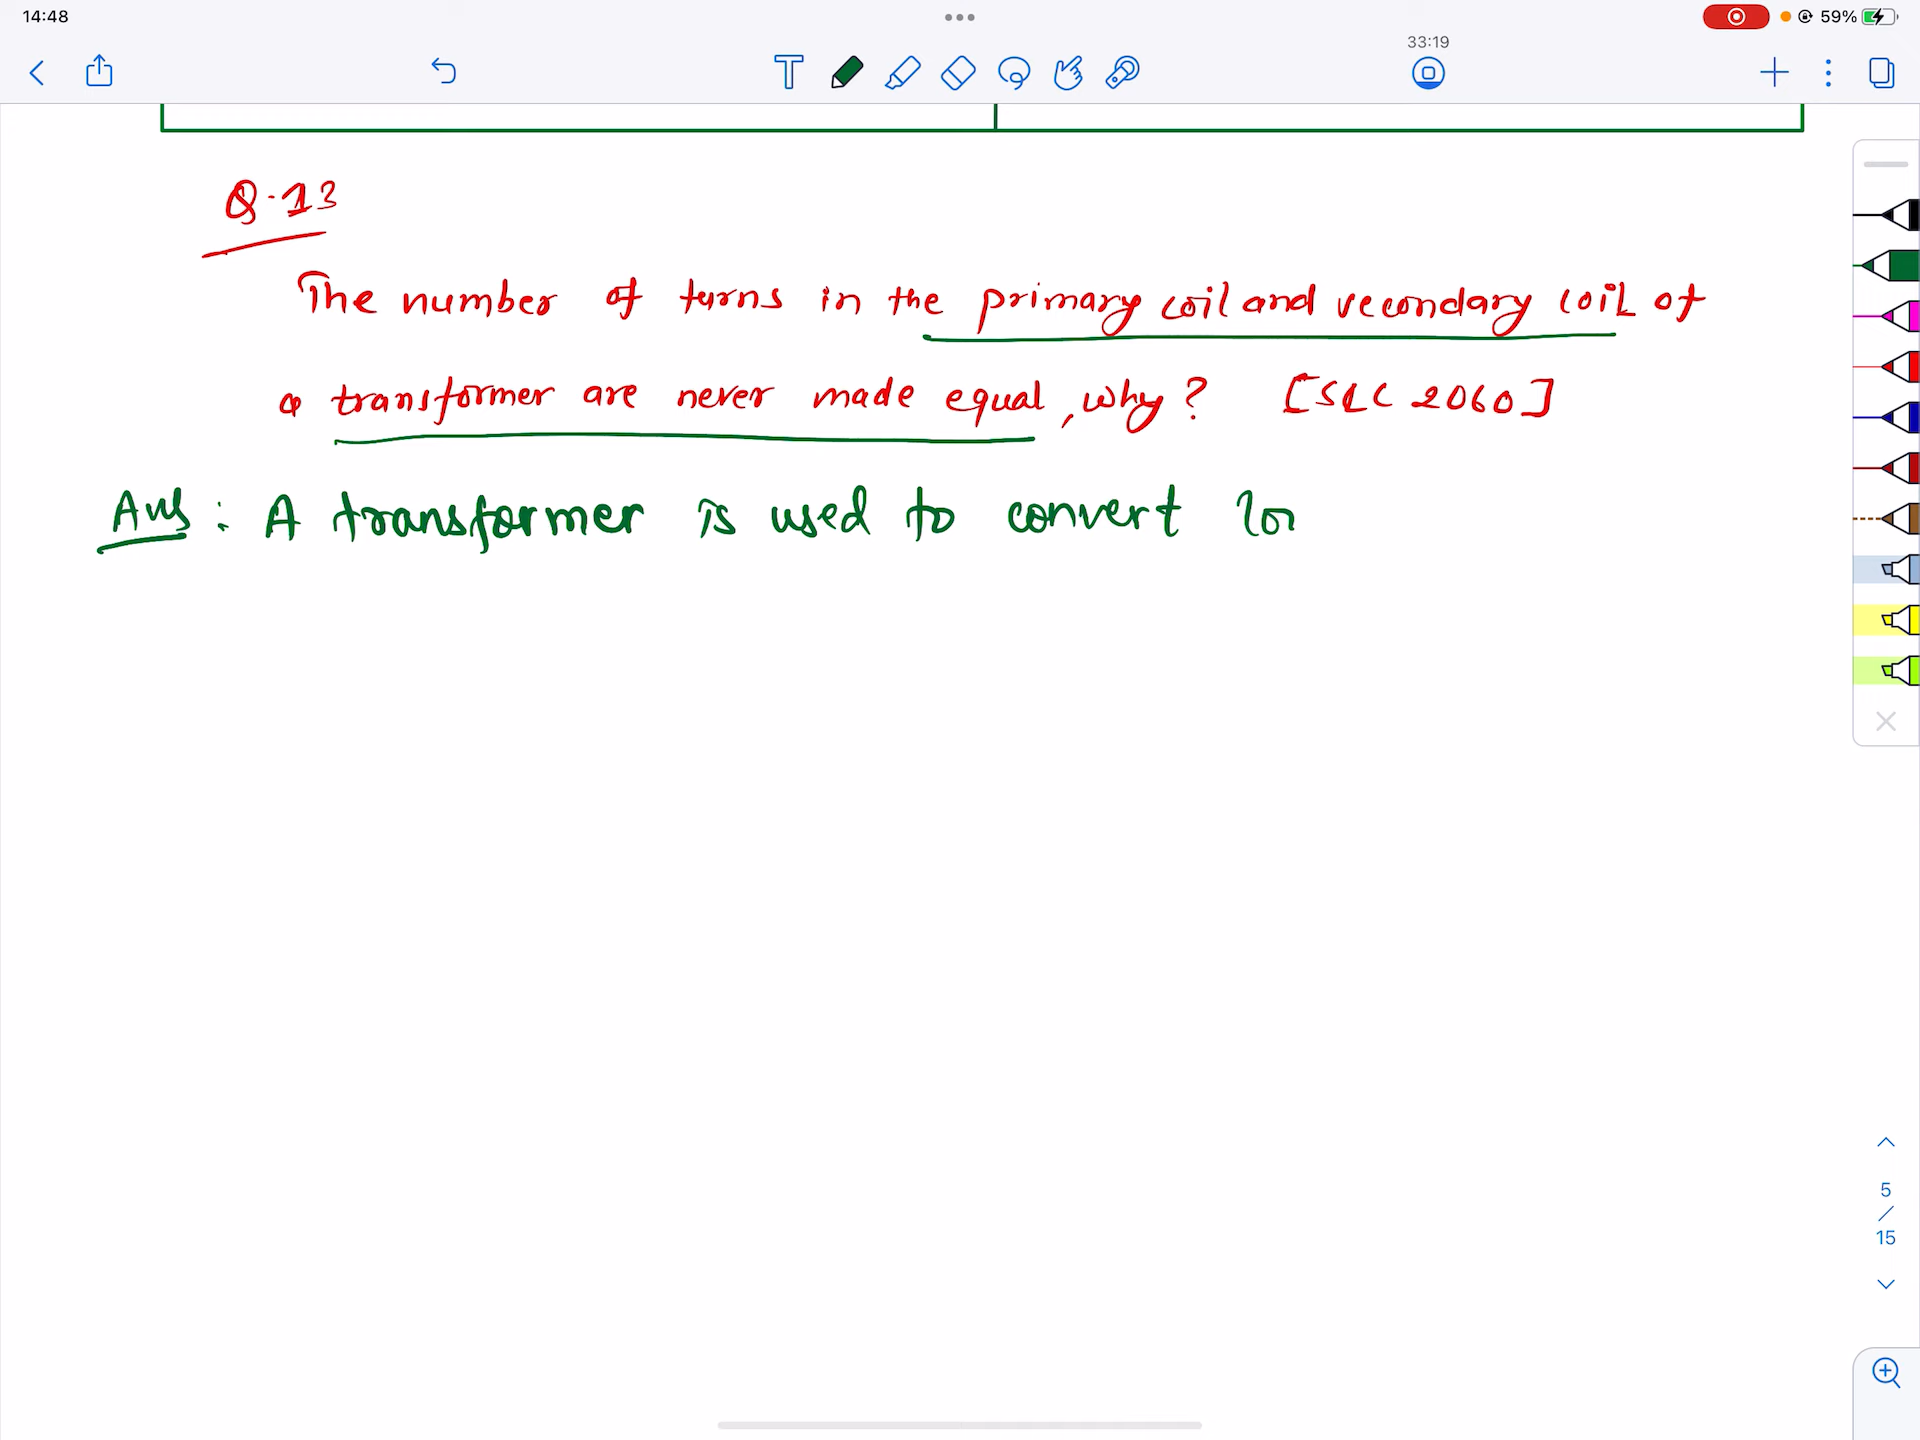 14:48
59%
33:19
Q.13
The number of turns in the primary coil and secondary coil of
a transformer are never made equal, why? [SLC 2060]
Ans : A transformer is used to convert lo
5
/
15